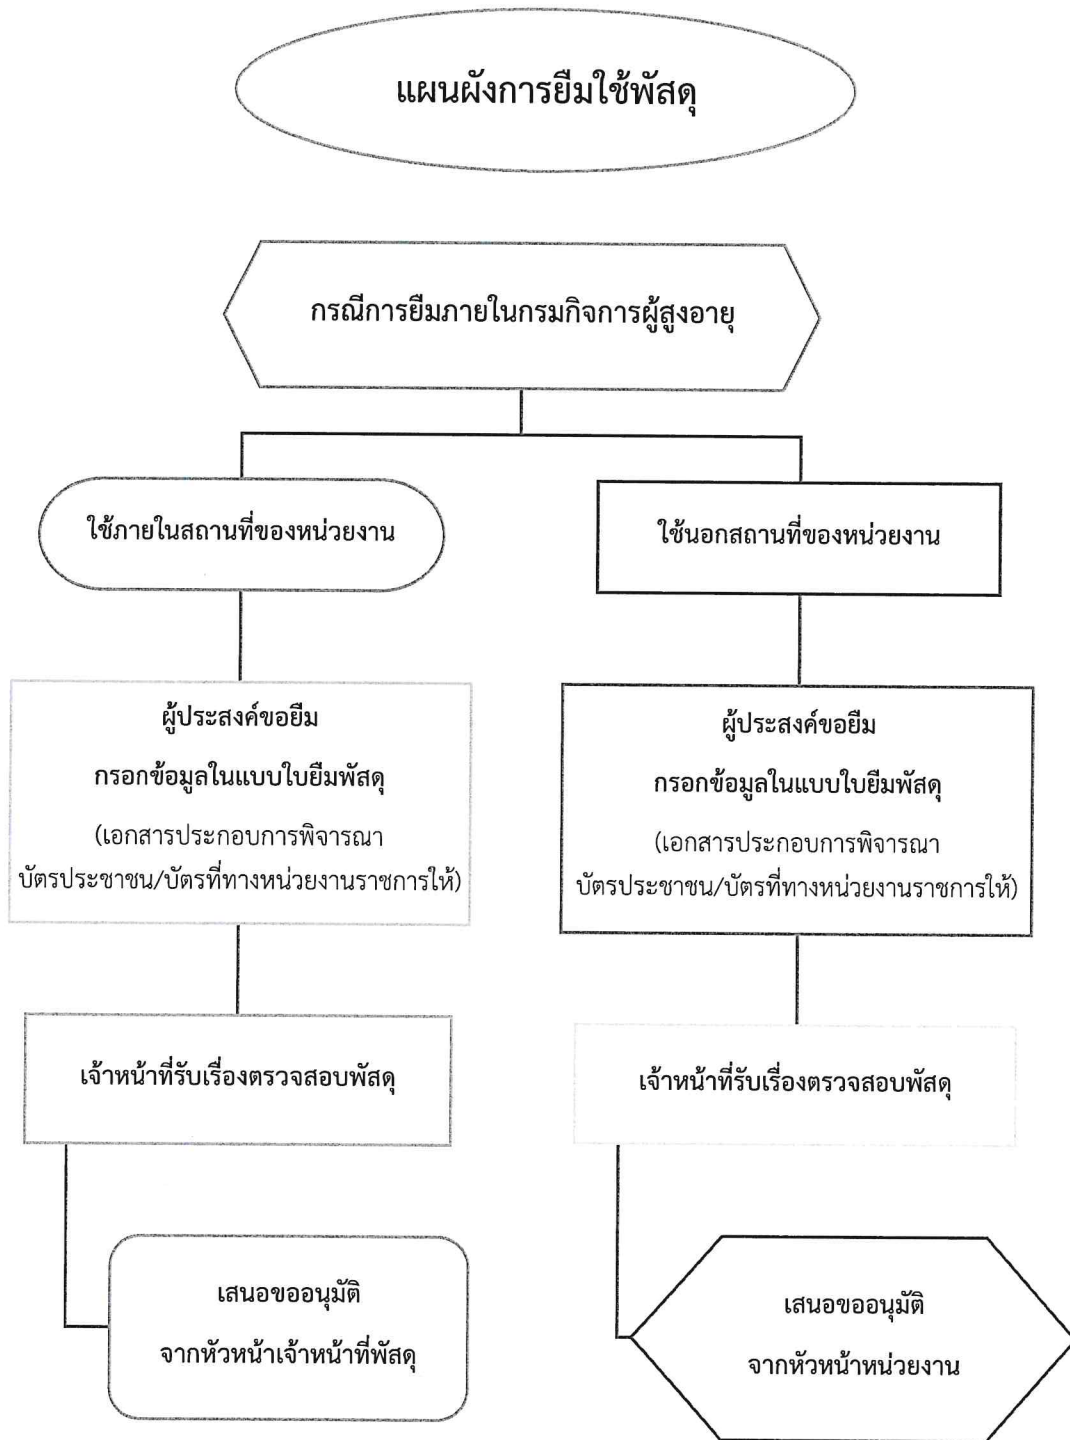 แผนผังการยืมใช้พัสดุ
กรณีการยืมภายในกรมกิจการผู้สูงอายุ
ใช้ภายในสถานที่ของหน่วยงาน
ผู้ประสงค์ขอยืม
กรอกข้อมูลในแบบใบยืมพัสดุ
(เอกสารประกอบการพิจารณา
บัตรประชาชน/บัตรที่ทางหน่วยงานราชการให้)
เจ้าหน้าที่รับเรื่องตรวจสอบพัสดุ
เสนอขออนุมัติ
จากหัวหน้าเจ้าหน้าที่พัสดุ
ใช้นอกสถานที่ของหน่วยงาน
ผู้ประสงค์ขอยืม
กรอกข้อมูลในแบบใบยืมพัสดุ
(เอกสารประกอบการพิจารณา
บัตรประชาชน/บัตรที่ทางหน่วยงานราชการให้)
เจ้าหน้าที่รับเรื่องตรวจสอบพัสดุ
เสนอขออนุมัติ
จากหัวหน้าหน่วยงาน